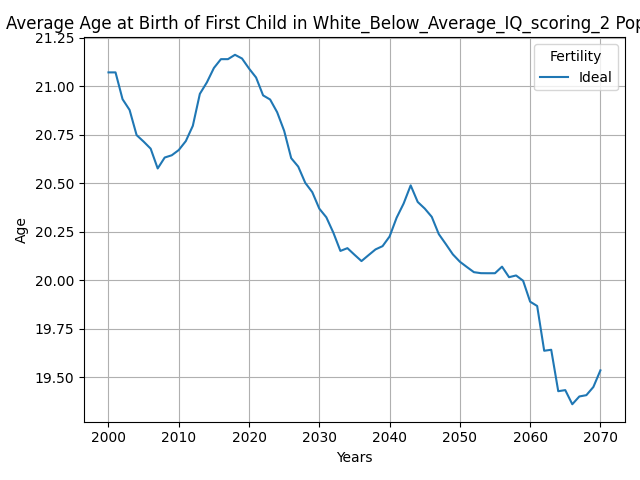 Average Age at Birth of First Child in White_Below_Average_IQ_scoring_2 Pop
21.25
21.00
20.75
20.50
20.25
20.00
19.75
19.50
Age
Fertility
Ideal
2000 2010 2020 2030 2040 2050 2060 2070
Years